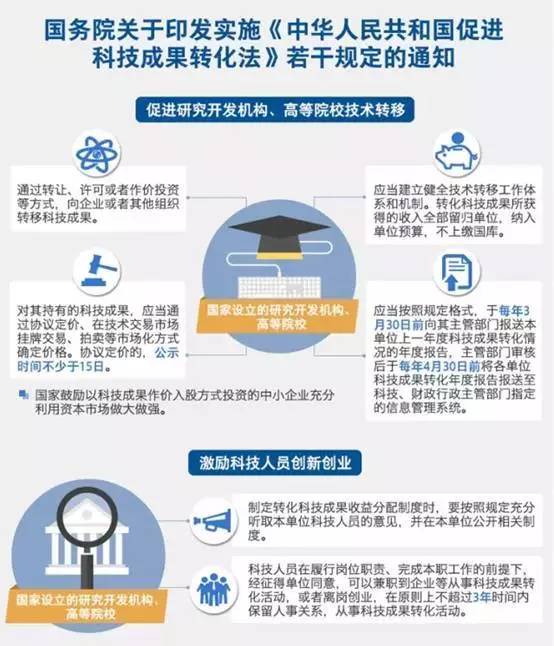 国务院关于印发实施《中华人民共和国促进
科技成果转化法》若干规定的通知
促进研究开发机构、高等院校技术转移
通过转让、许可或者作价投资
等方式，向企业或者其他组织
转移科技成果。
应当建立健全技术转移工作体
系和机制。转化科技成果所获
得的收入全部留归单位，纳入
单位预算，不上缴国库。
国家设立的研究开发机构、
高等院校
对其持有的科技成果，应当通
过协议定价、在技术交易市场
挂牌交易、拍卖等市场化方式
确定价格。协议定价的，公示
时间不少于15日。
应当按照规定格式，于每年3
月30日前向其主管部门报送本
单位上一年度科技成果转化情
况的年度报告，主管部门审核
后于每年4月30日前将各单位
科技成果转化年度报告报送至
科技、财政行政主管部门指定
的信息管理系统。
国家鼓励以科技成果作价入股方式投资的中小企业充分
利用资本市场做大做强。
激励科技人员创新创业
国家设立的研究开发机构、
高等院校
制定转化科技成果收益分配制度时，要按照规定充分
听取本单位科技人员的意见，并在本单位公开相关制
度。
科技人员在履行岗位职责、完成本职工作的前提下，
经征得单位同意，可以兼职到企业等从事科技成果转
化活动，或者离岗创业，在原则上不超过3年时间内
保留人事关系，从事科技成果转化活动。